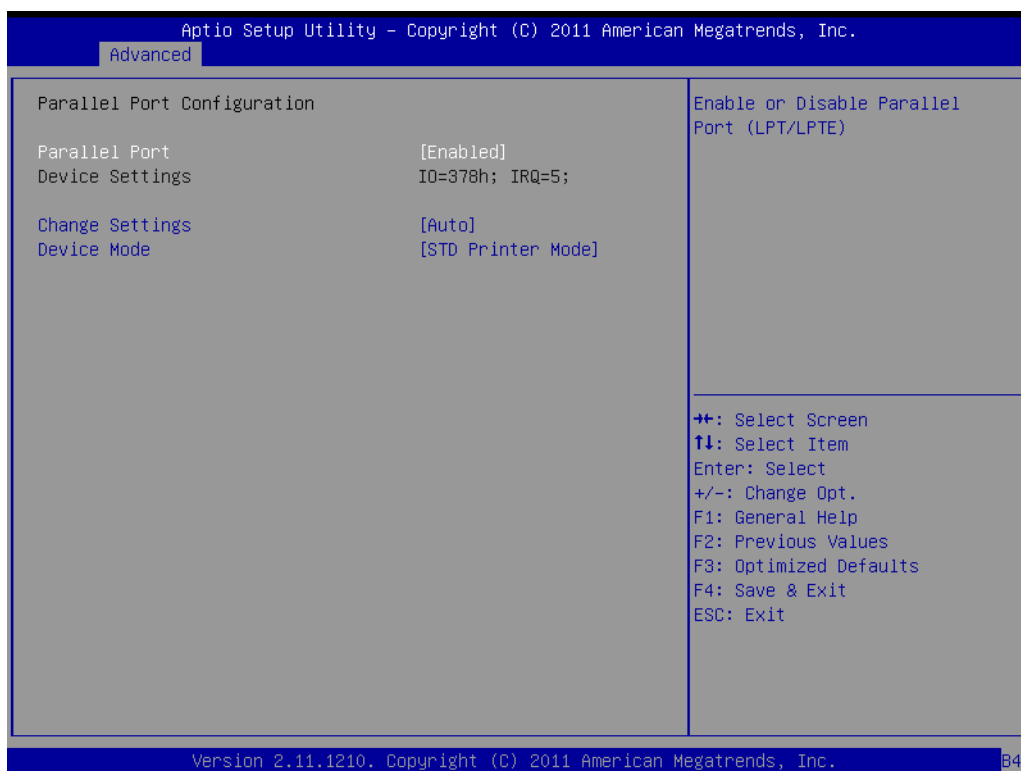 Aptio Setup Utility – Copyright (C) 2011 American Megatrends, Inc.
Advanced
Parallel Port Configuration
Parallel Port [Enabled]
Device Settings IO=378h; IRQ=5;
Change Settings [Auto]
Device Mode [STD Printer Mode]
Enable or Disable Parallel
Port (LPT/LPTE)
→←: Select Screen
↑↓: Select Item
Enter: Select
+/-: Change Opt.
F1: General Help
F2: Previous Values
F3: Optimized Defaults
F4: Save & Exit
ESC: Exit
Version 2.11.1210. Copyright (C) 2011 American Megatrends, Inc.
B4